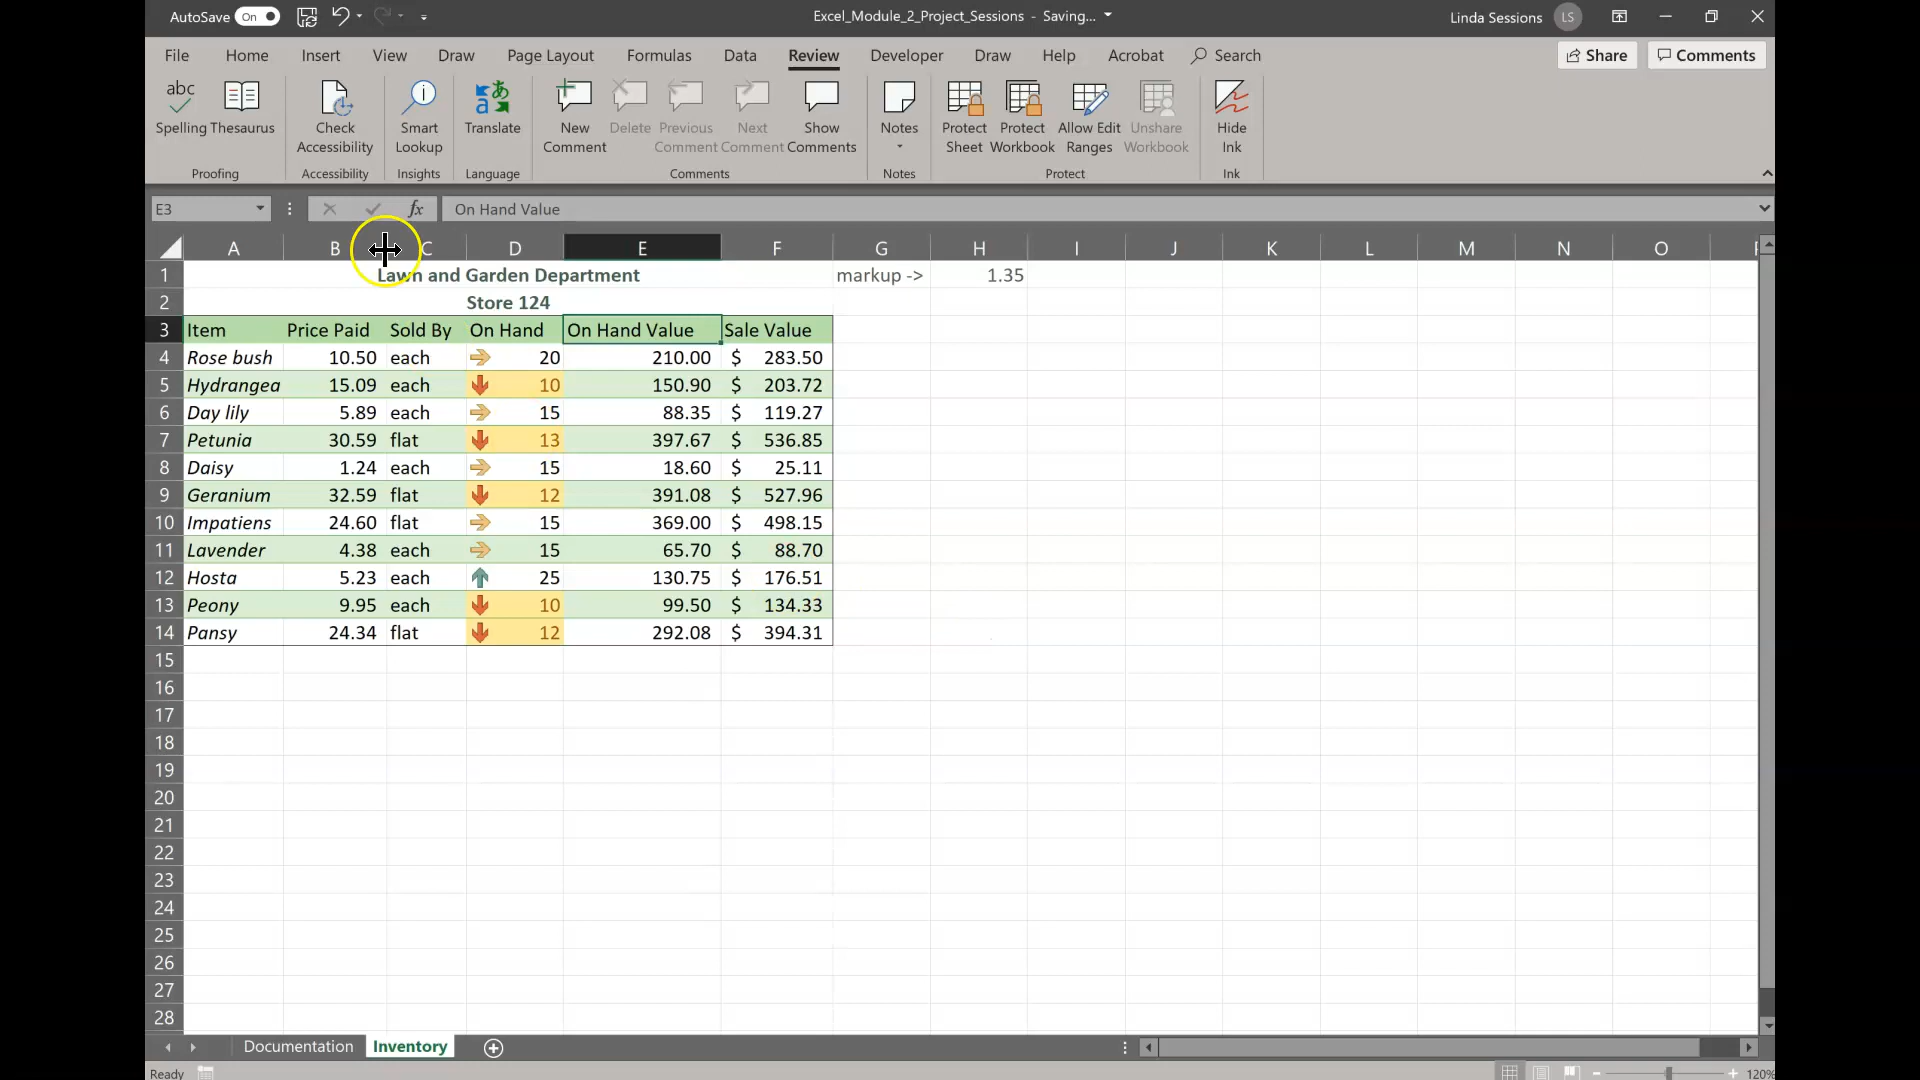 AutoSave On Excel_Module_2_Project_Sessions - Saving... Linda Sessions LS
File Home Insert View Draw Page Layout Formulas Data Review Developer Draw Help Acrobat Search Share Comments
abc
Spelling Thesaurus Check Accessibility Smart Lookup Translate New Comment Delete Previous Comment Next Comment Show Comments Notes Protect Sheet Protect Workbook Allow Edit Ranges Unshare Workbook Hide Ink
Proofing Accessibility Insights Language Comments Notes Protect Ink
E3 fx On Hand Value
A B C D E F G H I J K L M N O
1 Lawn and Garden Department markup -> 1.35
2 Store 124
3 Item Price Paid Sold By On Hand On Hand Value Sale Value
4 Rose bush 10.50 each 20 210.00 $ 283.50
5 Hydrangea 15.09 each 10 150.90 $ 203.72
6 Day lily 5.89 each 15 88.35 $ 119.27
7 Petunia 30.59 flat 13 397.67 $ 536.85
8 Daisy 1.24 each 15 18.60 $ 25.11
9 Geranium 32.59 flat 12 391.08 $ 527.96
10 Impatiens 24.60 flat 15 369.00 $ 498.15
11 Lavender 4.38 each 15 65.70 $ 88.70
12 Hosta 5.23 each 25 130.75 $ 176.51
13 Peony 9.95 each 10 99.50 $ 134.33
14 Pansy 24.34 flat 12 292.08 $ 394.31
15
16
17
18
19
20
21
22
23
24
25
26
27
28
Documentation Inventory
Ready 120%